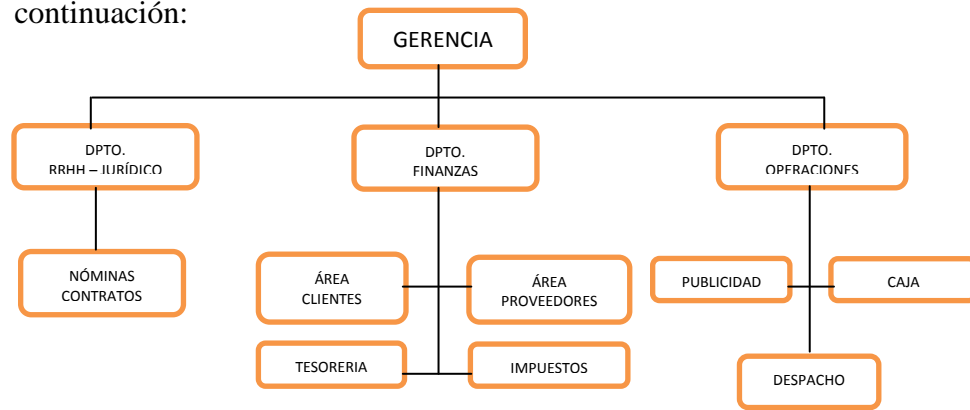 continuación:
GERENCIA
DPTO.
RRHH – JURÍDICO
DPTO.
FINANZAS
DPTO.
OPERACIONES
NÓMINAS
CONTRATOS
ÁREA
CLIENTES
ÁREA
PROVEEDORES
PUBLICIDAD
CAJA
TESORERIA
IMPUESTOS
DESPACHO